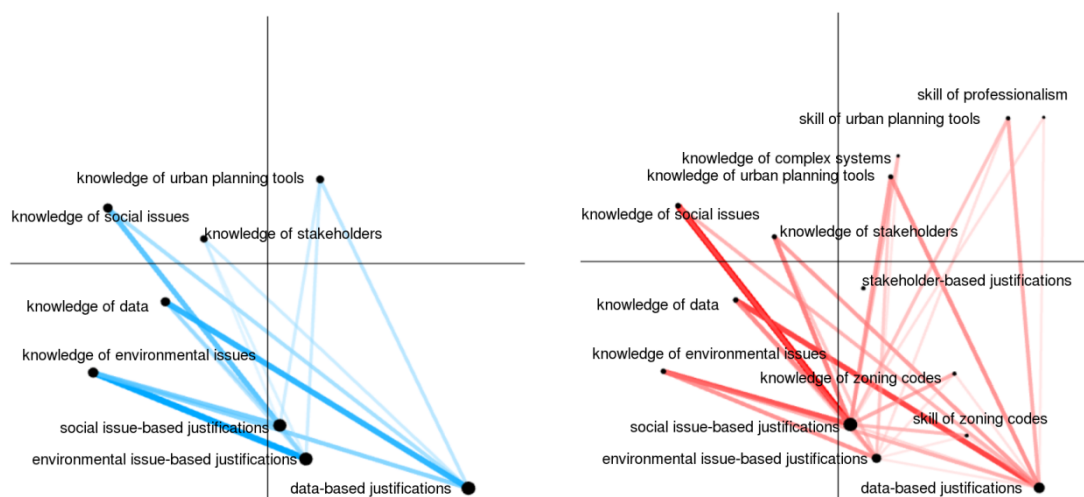 knowledge of urban planning tools
knowledge of social issues
knowledge of stakeholders
knowledge of data
knowledge of environmental issues
social issue-based justifications
environmental issue-based justifications
data-based justifications
skill of professionalism
skill of urban planning tools
knowledge of complex systems
knowledge of urban planning tools
knowledge of social issues
knowledge of stakeholders
stakeholder-based justifications
knowledge of data
knowledge of environmental issues
knowledge of zoning codes
skill of zoning codes
social issue-based justifications
environmental issue-based justifications
data-based justifications